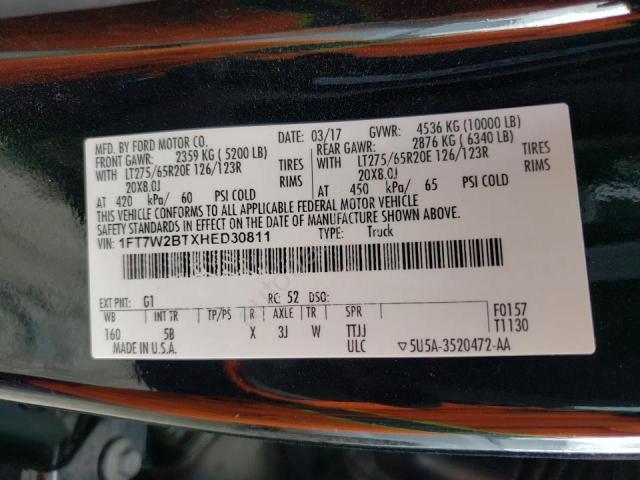 MFD. BY FORD MOTOR CO.
DATE: 03/17 GVWR: 4536 KG (10000 LB)
FRONT GAWR: 2359 KG (5200 LB)
REAR GAWR: 2876 KG (6340 LB)
WITH LT275/65R20E 126/123R TIRES
WITH LT275/65R20E 126/123R TIRES
20X8.0J RIMS
20X8.0J RIMS
AT 420 kPa/ 60 PSI COLD
AT 450 kPa/ 65 PSI COLD
THIS VEHICLE CONFORMS TO ALL APPLICABLE FEDERAL MOTOR VEHICLE
SAFETY STANDARDS IN EFFECT ON THE DATE OF MANUFACTURE SHOWN ABOVE.
VIN: 1FT7W2BTXHED30811 TYPE: Truck
EXT PNT: G1 RC: 52 DSO:
WB INT TR TP/PS R AXLE TR SPR F0157
160 5B X 3J W TTJJ T1130
MADE IN U.S.A. ULC ▽5U5A-3520472-AA